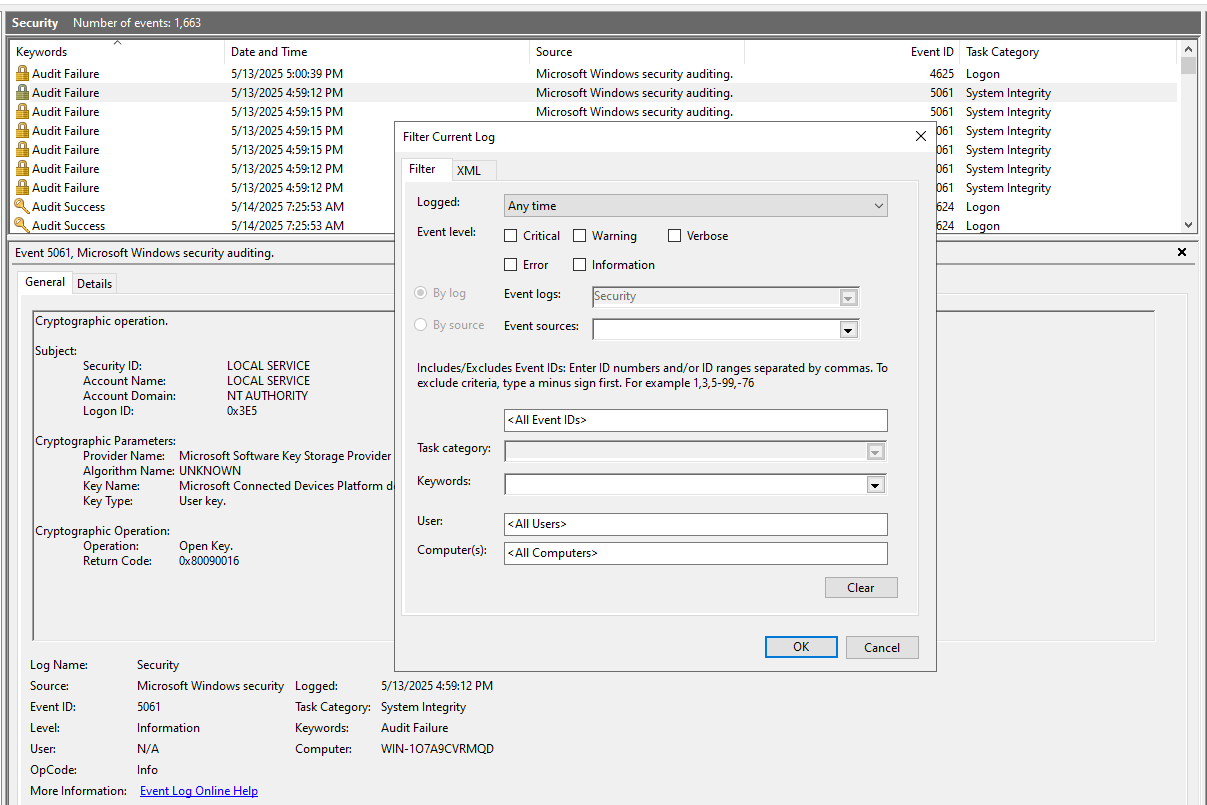 Security Number of events: 1,663
Keywords Date and Time Source Event ID Task Category
Audit Failure 5/13/2025 5:00:39 PM Microsoft Windows security auditing. 4625 Logon
Audit Failure 5/13/2025 4:59:12 PM Microsoft Windows security auditing. 5061 System Integrity
Audit Failure 5/13/2025 4:59:15 PM Microsoft Windows security auditing. 5061 System Integrity
Audit Failure 5/13/2025 4:59:15 PM 061 System Integrity
Audit Failure 5/13/2025 4:59:15 PM 061 System Integrity
Audit Failure 5/13/2025 4:59:12 PM 061 System Integrity
Audit Failure 5/13/2025 4:59:12 PM 061 System Integrity
Audit Success 5/14/2025 7:25:53 AM 624 Logon
Audit Success 5/14/2025 7:25:53 AM 624 Logon
Event 5061, Microsoft Windows security auditing.
General Details
Cryptographic operation.
Subject:
Security ID: LOCAL SERVICE
Account Name: LOCAL SERVICE
Account Domain: NT AUTHORITY
Logon ID: 0x3E5
Cryptographic Parameters:
Provider Name: Microsoft Software Key Storage Provider
Algorithm Name: UNKNOWN
Key Name: Microsoft Connected Devices Platform de
Key Type: User key.
Cryptographic Operation:
Operation: Open Key.
Return Code: 0x80090016
Log Name: Security
Source: Microsoft Windows security Logged: 5/13/2025 4:59:12 PM
Event ID: 5061 Task Category: System Integrity
Level: Information Keywords: Audit Failure
User: N/A Computer: WIN-1O7A9CVRMQD
OpCode: Info
More Information: Event Log Online Help
Filter Current Log
Filter XML
Logged: Any time
Event level: Critical Warning Verbose
Error Information
By log Event logs: Security
By source Event sources:
Includes/Excludes Event IDs: Enter ID numbers and/or ID ranges separated by commas. To
exclude criteria, type a minus sign first. For example 1,3,5-99,-76
<All Event IDs>
Task category:
Keywords:
User: <All Users>
Computer(s): <All Computers>
Clear
OK Cancel